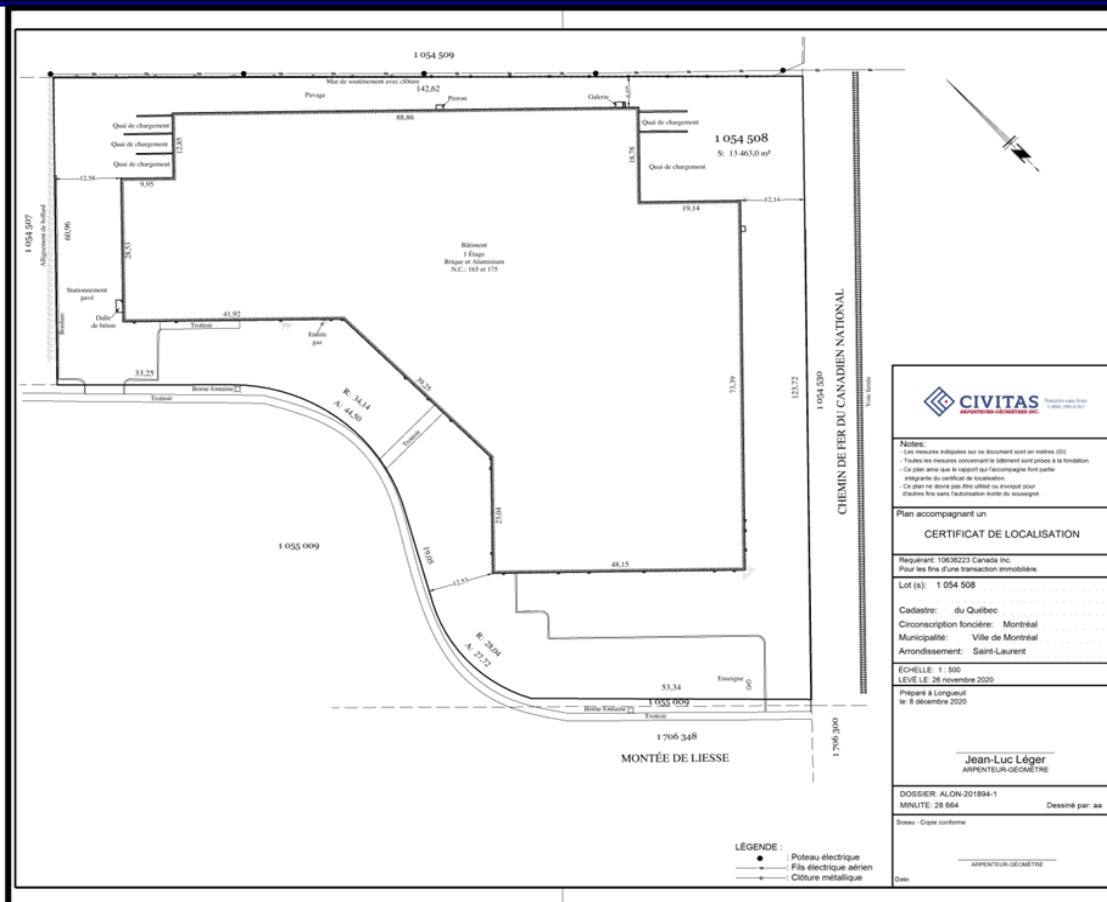 1 054 509
Mur de soutènement avec clôture
142,62
Pavage
Perron
Galerie
6,07
88,86
Quai de chargement
Quai de chargement
Quai de chargement
12,85
Quai de chargement
1 054 508
S: 13 463,0 m²
18,78
Quai de chargement
12,58
9,95
19,14
12,14
1 054 507
Alignement de bollard
60,96
28,53
Bâtiment
1 Étage
Brique et Aluminium
N.C.: 165 et 175
Stationnement
pavé
Bordure
Dalle
de béton
41,92
Trottoir
Entrée
gaz
33,25
Borne fontaine
Trottoir
R: 34,14
A: 44,50
39,25
Trottoir
73,39
123,72
1 054 530
CHEMIN DE FER DU CANADIEN NATIONAL
Voie ferrée
23,04
1 055 009
19,05
12,53
48,15
R: 28,04
A: 27,72
Enseigne
53,34
1 055 009
Borne fontaine
Trottoir
1 706 348
MONTÉE DE LIESSE
1 706 300
N
LÉGENDE :
: Poteau électrique
: Fils électrique aérien
: Clôture métallique
CIVITAS
ARPENTEURS-GÉOMÈTRES INC.
Notes:
- Les mesures indiquées sur ce document sont en mètres (SI).
- Toutes les mesures concernant le bâtiment sont prises à la fondation.
- Ce plan ainsi que le rapport qui l'accompagne font partie
intégrante du certificat de localisation.
- Ce plan ne devra pas être utilisé ou invoqué pour
d'autres fins sans l'autorisation écrite du soussigné.
Plan accompagnant un
CERTIFICAT DE LOCALISATION
Requérant: 10636223 Canada Inc.
Pour les fins d'une transaction immobilière.
Lot (s): 1 054 508
Cadastre: du Québec
Circonscription foncière: Montréal
Municipalité: Ville de Montréal
Arrondissement: Saint-Laurent
ÉCHELLE: 1 : 500
LEVÉ LE: 26 novembre 2020
Préparé à Longueuil
le: 8 décembre 2020
Jean-Luc Léger
ARPENTEUR-GÉOMÈTRE
DOSSIER: ALON-201894-1
MINUTE: 28 664 Dessiné par: aa
Sceau - Copie conforme
ARPENTEUR-GÉOMÈTRE
Date: